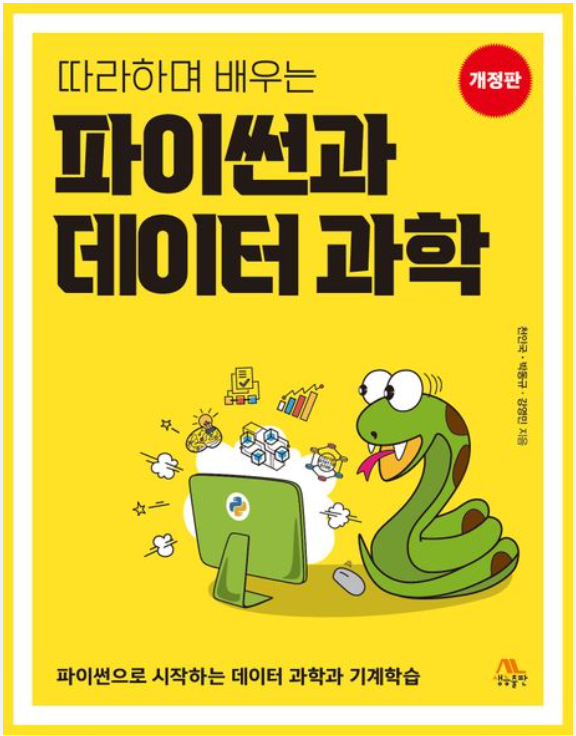 따라하며 배우는
개정판
파이썬과
데이터 과학
천인국 · 박동규 · 강영민 지음
파이썬으로 시작하는 데이터 과학과 기계학습
생능출판